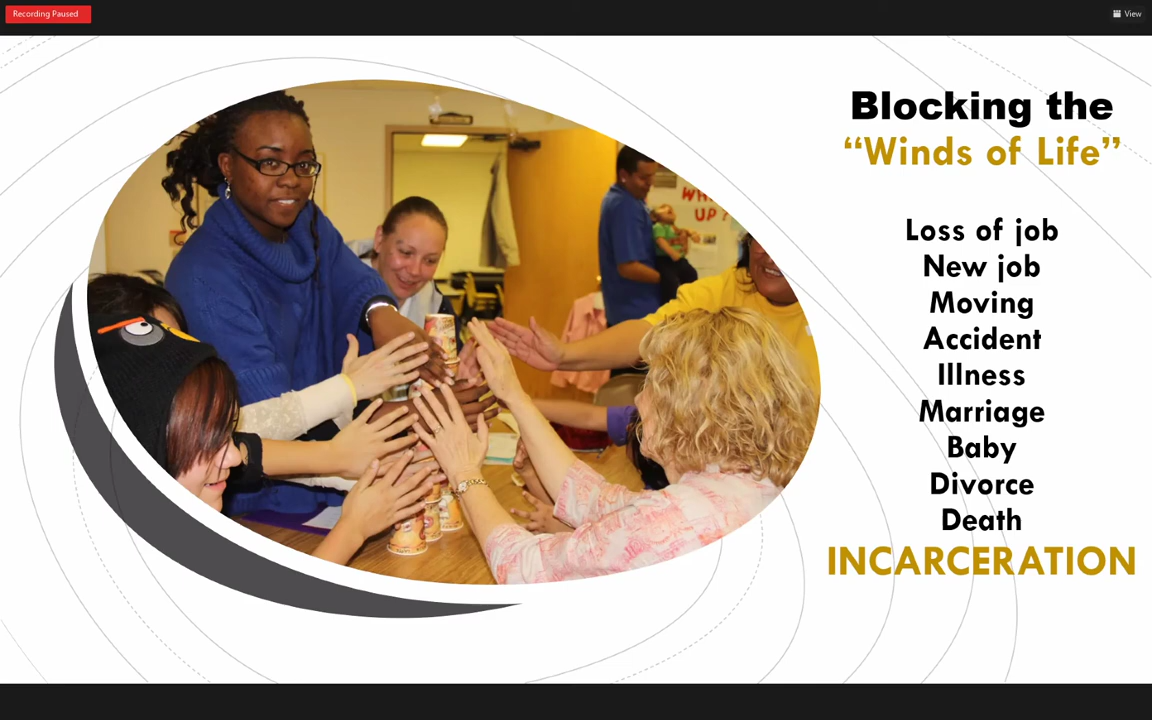 Recording Paused
View
Blocking the
“Winds of Life”
Loss of job
New job
Moving
Accident
Illness
Marriage
Baby
Divorce
Death
INCARCERATION
UP?